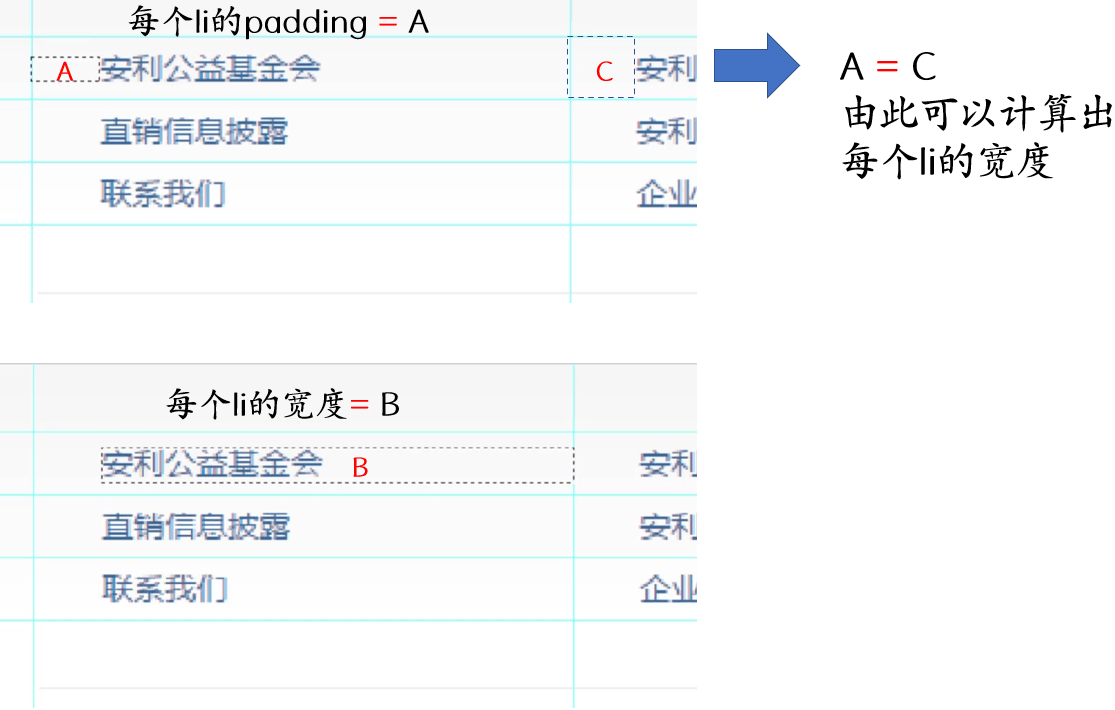 每个li的padding = A
A 安利公益基金会 C 安利
直销信息披露 安利
联系我们 企业
A = C
由此可以计算出
每个li的宽度
每个li的宽度= B
安利公益基金会 B 安利
直销信息披露 安利
联系我们 企业